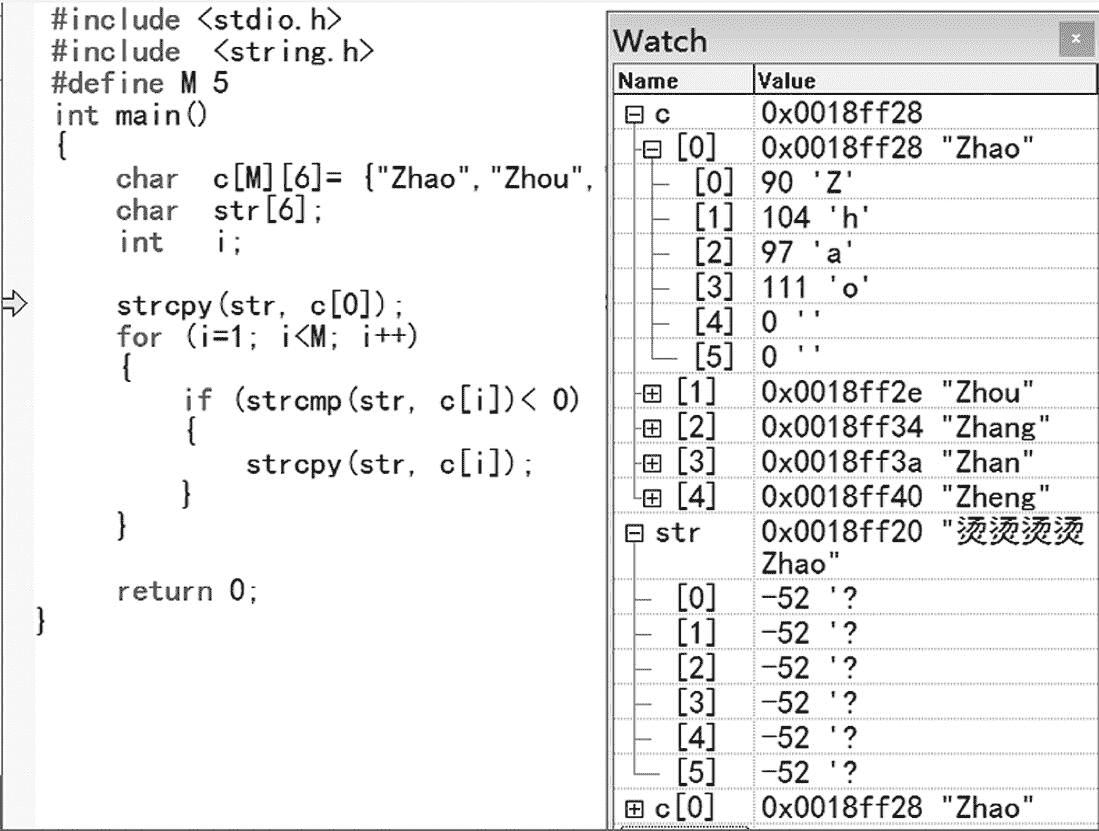 #include <stdio.h>
#include  <string.h>
#define M 5
int main()
{
char  c[M][6]= {"Zhao","Zhou",
char  str[6];
int   i;
strcpy(str, c[0]);
for (i=1; i<M; i++)
{
if (strcmp(str, c[i])< 0)
{
strcpy(str, c[i]);
}
}
return 0;
}
Watch
Name Value
c 0x0018ff28
[0] 0x0018ff28 "Zhao"
[0] 90 'Z'
[1] 104 'h'
[2] 97 'a'
[3] 111 'o'
[4] 0 ''
[5] 0 ''
[1] 0x0018ff2e "Zhou"
[2] 0x0018ff34 "Zhang"
[3] 0x0018ff3a "Zhan"
[4] 0x0018ff40 "Zheng"
str 0x0018ff20 "烫烫烫烫
Zhao"
[0] -52 '?
[1] -52 '?
[2] -52 '?
[3] -52 '?
[4] -52 '?
[5] -52 '?
c[0] 0x0018ff28 "Zhao"